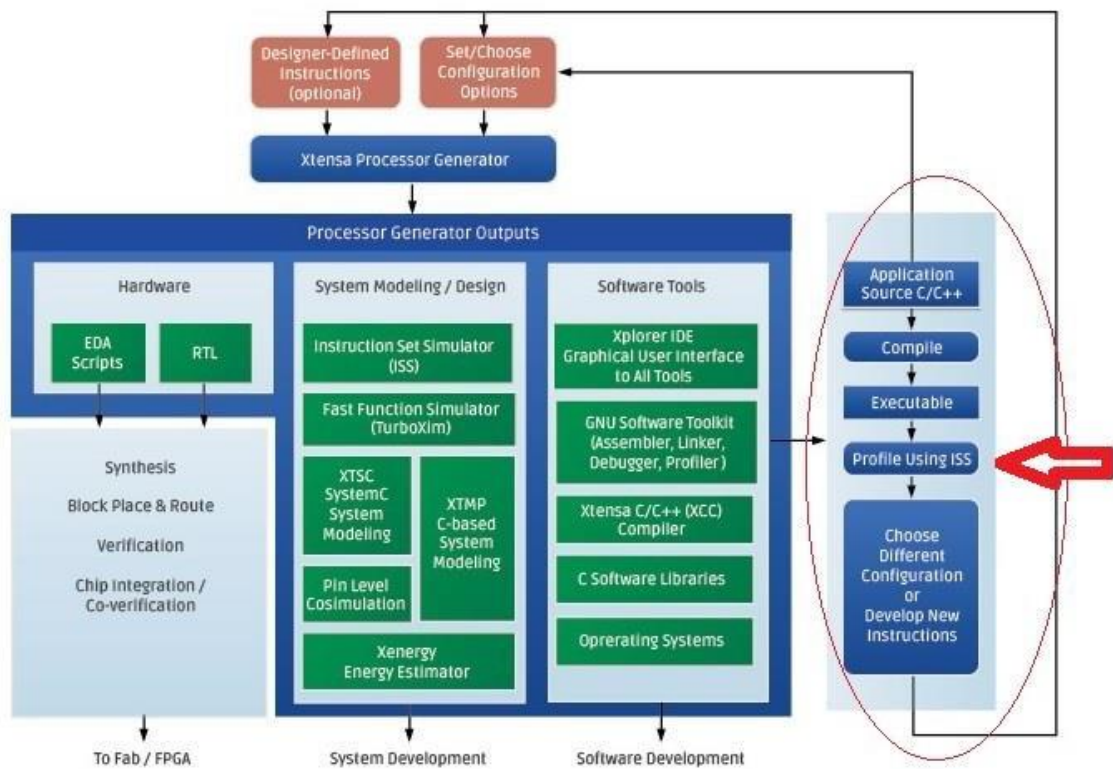 Designer-Defined
Instructions
(optional)
Set/Choose
Configuration
Options
Xtensa Processor Generator
Processor Generator Outputs
Hardware
EDA
Scripts
RTL
Synthesis
Block Place & Route
Verification
Chip Integration /
Co-verification
To Fab / FPGA
System Modeling / Design
Instruction Set Simulator
(ISS)
Fast Function Simulator
(TurboXim)
XTSC
SystemC
System
Modeling
XTMP
C-based
System
Modeling
Pin Level
Cosimulation
Xenergy
Energy Estimator
System Development
Software Tools
Xplorer IDE
Graphical User Interface
to All Tools
GNU Software Toolkit
(Assembler, Linker,
Debugger, Profiler)
Xtensa C/C++ (XCC)
Compiler
C Software Libraries
Oprerating Systems
Software Development
Application
Source C/C++
Compile
Executable
Profile Using ISS
Choose
Different
Configuration
or
Develop New
Instructions